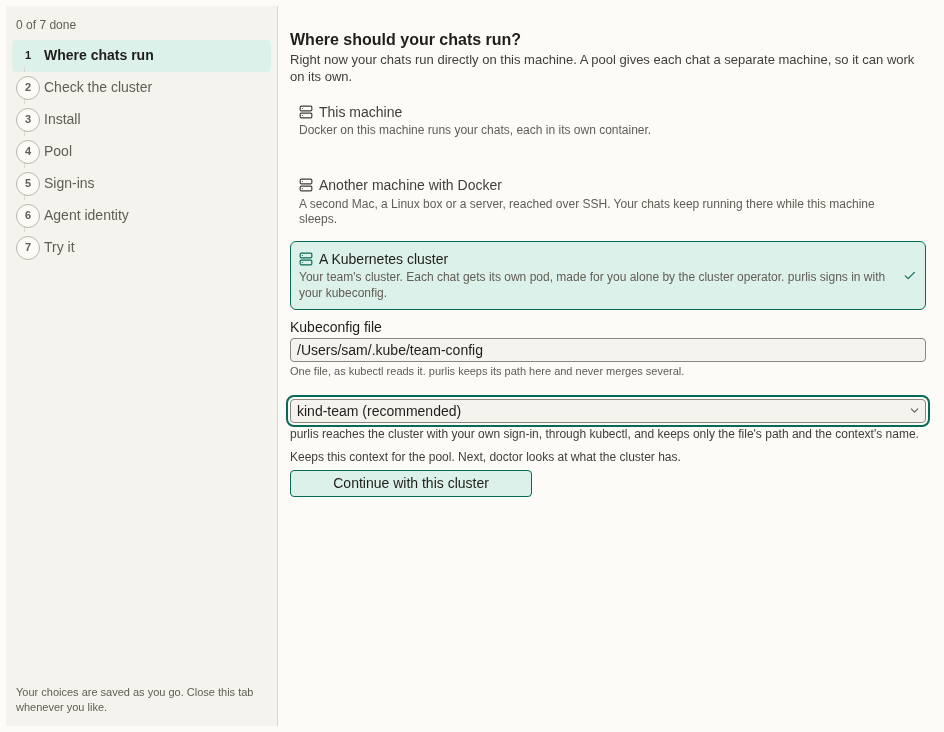 0 of 7 done
1 Where chats run
2 Check the cluster
3 Install
4 Pool
5 Sign-ins
6 Agent identity
7 Try it
Your choices are saved as you go. Close this tab
whenever you like.
Where should your chats run?
Right now your chats run directly on this machine. A pool gives each chat a separate machine, so it can work
on its own.
This machine
Docker on this machine runs your chats, each in its own container.
Another machine with Docker
A second Mac, a Linux box or a server, reached over SSH. Your chats keep running there while this machine
sleeps.
A Kubernetes cluster
Your team's cluster. Each chat gets its own pod, made for you alone by the cluster operator. purlis signs in with
your kubeconfig.
Kubeconfig file
/Users/sam/.kube/team-config
One file, as kubectl reads it. purlis keeps its path here and never merges several.
kind-team (recommended)
purlis reaches the cluster with your own sign-in, through kubectl, and keeps only the file's path and the context's name.
Keeps this context for the pool. Next, doctor looks at what the cluster has.
Continue with this cluster